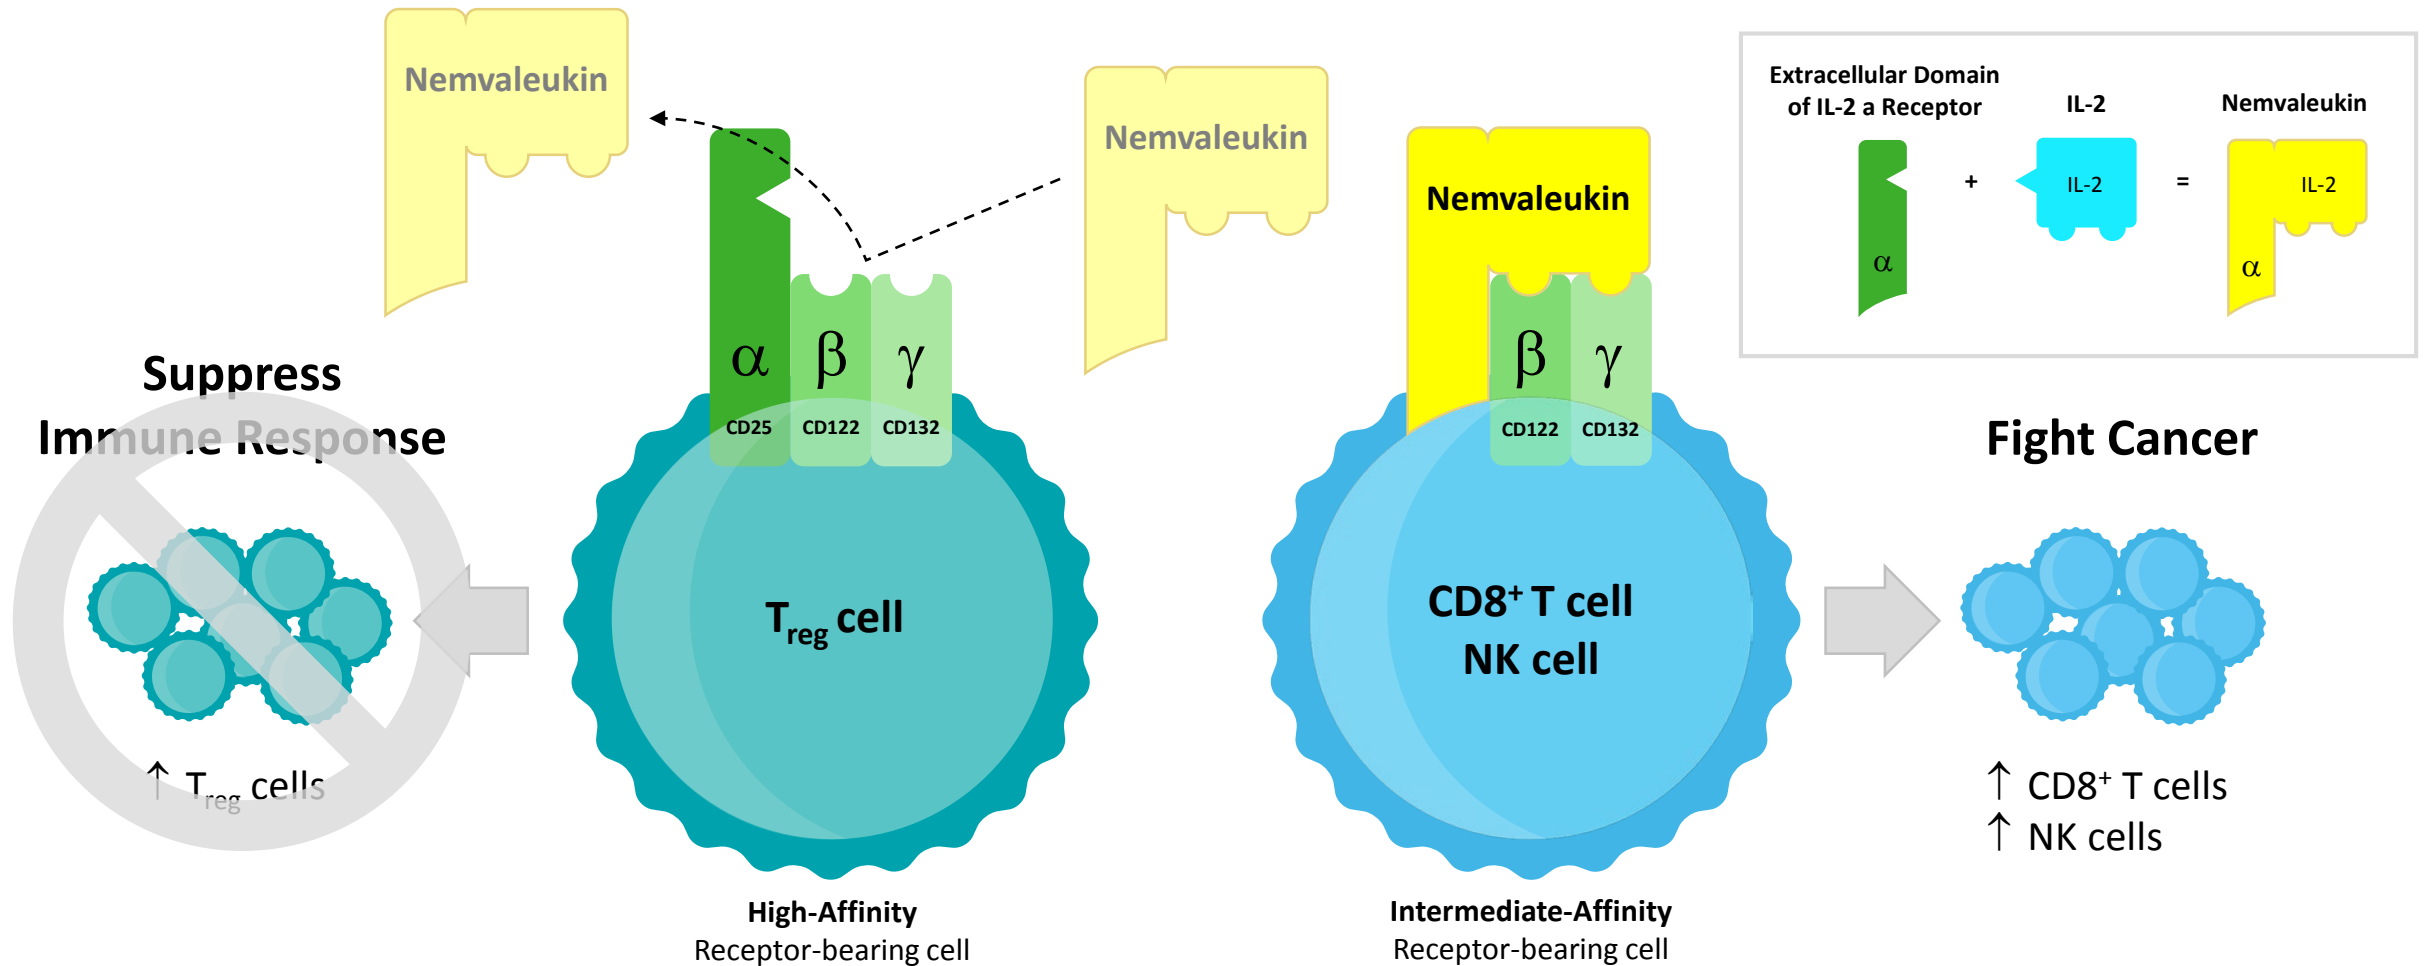 Nemvaleukin
Nemvaleukin
Suppress
Immune Response
↑ Treg cells
α
β
γ
CD25
CD122
CD132
Treg cell
High-Affinity
Receptor-bearing cell
Nemvaleukin
β
γ
CD122
CD132
CD8+ T cell
NK cell
Intermediate-Affinity
Receptor-bearing cell
Extracellular Domain
of IL-2 a Receptor
IL-2
Nemvaleukin
α
+
IL-2
=
IL-2
α
Fight Cancer
↑ CD8+ T cells
↑ NK cells